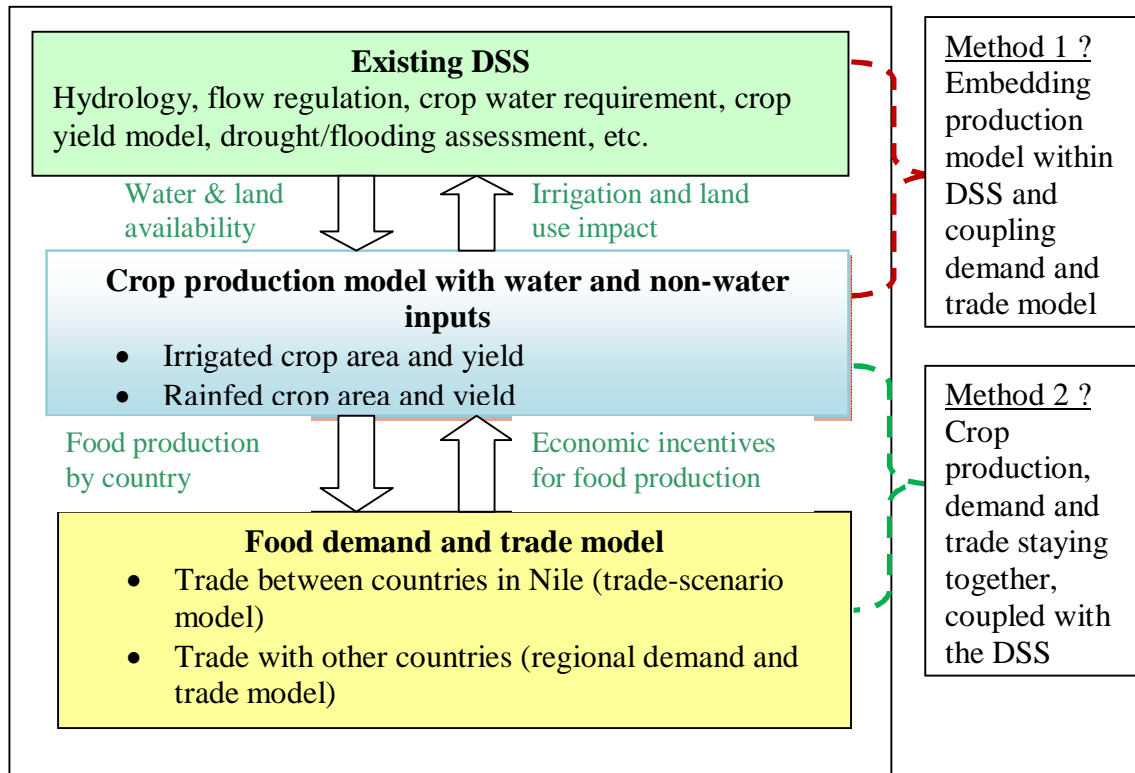 Existing DSS
Hydrology, flow regulation, crop water requirement, crop
yield model, drought/flooding assessment, etc.
Water & land
availability
Irrigation and land
use impact
Crop production model with water and non-water
inputs
• Irrigated crop area and yield
• Rainfed crop area and yield
Food production
by country
Economic incentives
for food production
Food demand and trade model
• Trade between countries in Nile (trade-scenario
model)
• Trade with other countries (regional demand and
trade model)
Method 1 ?
Embedding
production
model within
DSS and
coupling
demand and
trade model
Method 2 ?
Crop
production,
demand and
trade staying
together,
coupled with
the DSS